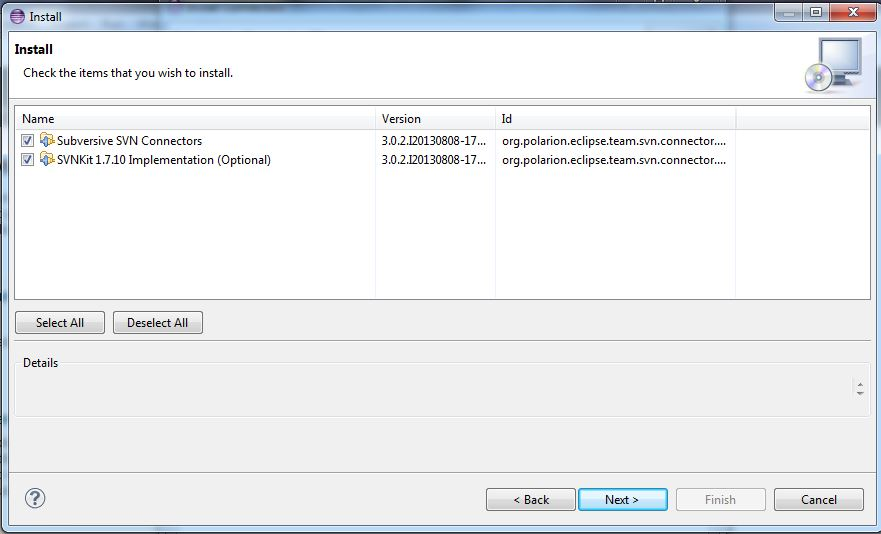 Install
Install
Check the items that you wish to install.
Name Version Id
Subversive SVN Connectors 3.0.2.I20130808-17... org.polarion.eclipse.team.svn.connector....
SVNKit 1.7.10 Implementation (Optional) 3.0.2.I20130808-17... org.polarion.eclipse.team.svn.connector....
Select All Deselect All
Details
? < Back Next > Finish Cancel